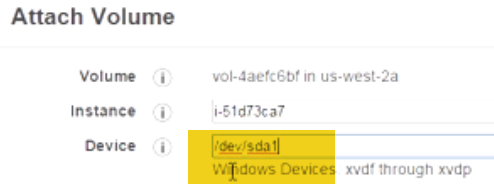 Attach Volume
Volume i vol-4aefc6bf in us-west-2a
Instance i i-51d73ca7
Device i /dev/sda1
Windows Devices: xvdf through xvdp